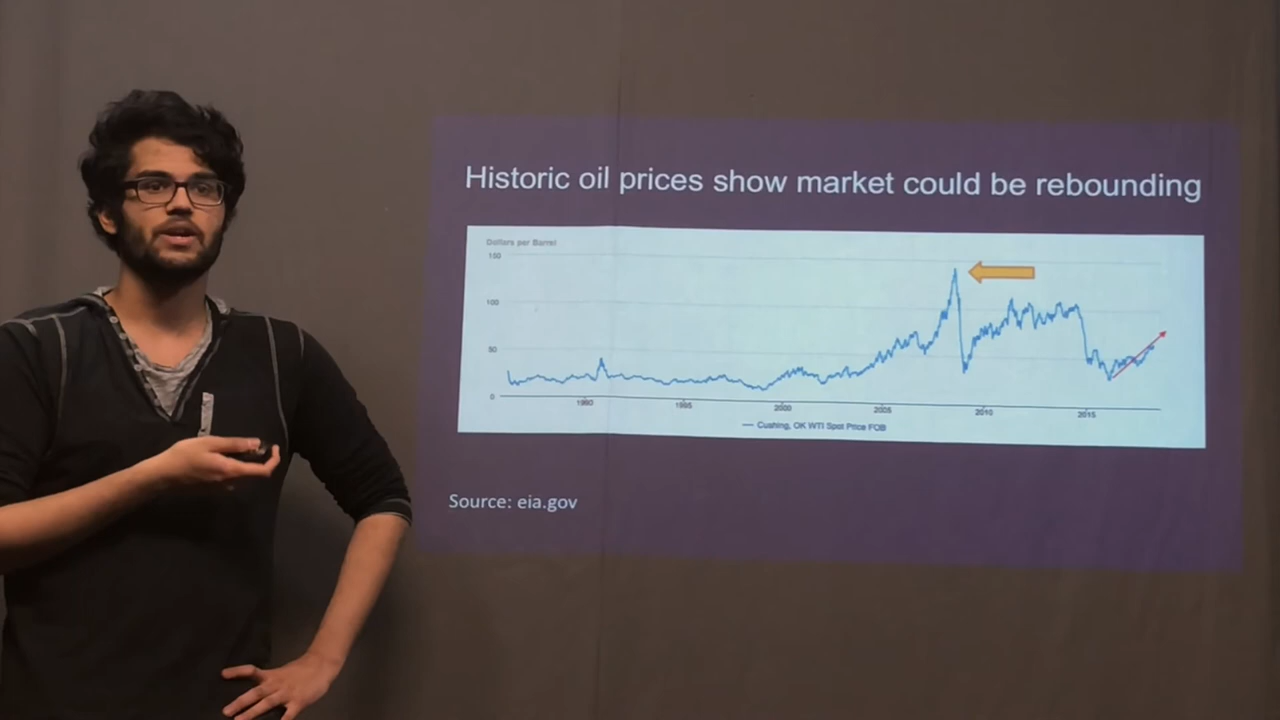 Historic oil prices show market could be rebounding
Dollars per Barrel
150
100
50
0
1990 1995 2000 2005 2010 2015
Cushing, OK WTI Spot Price FOB
Source: eia.gov